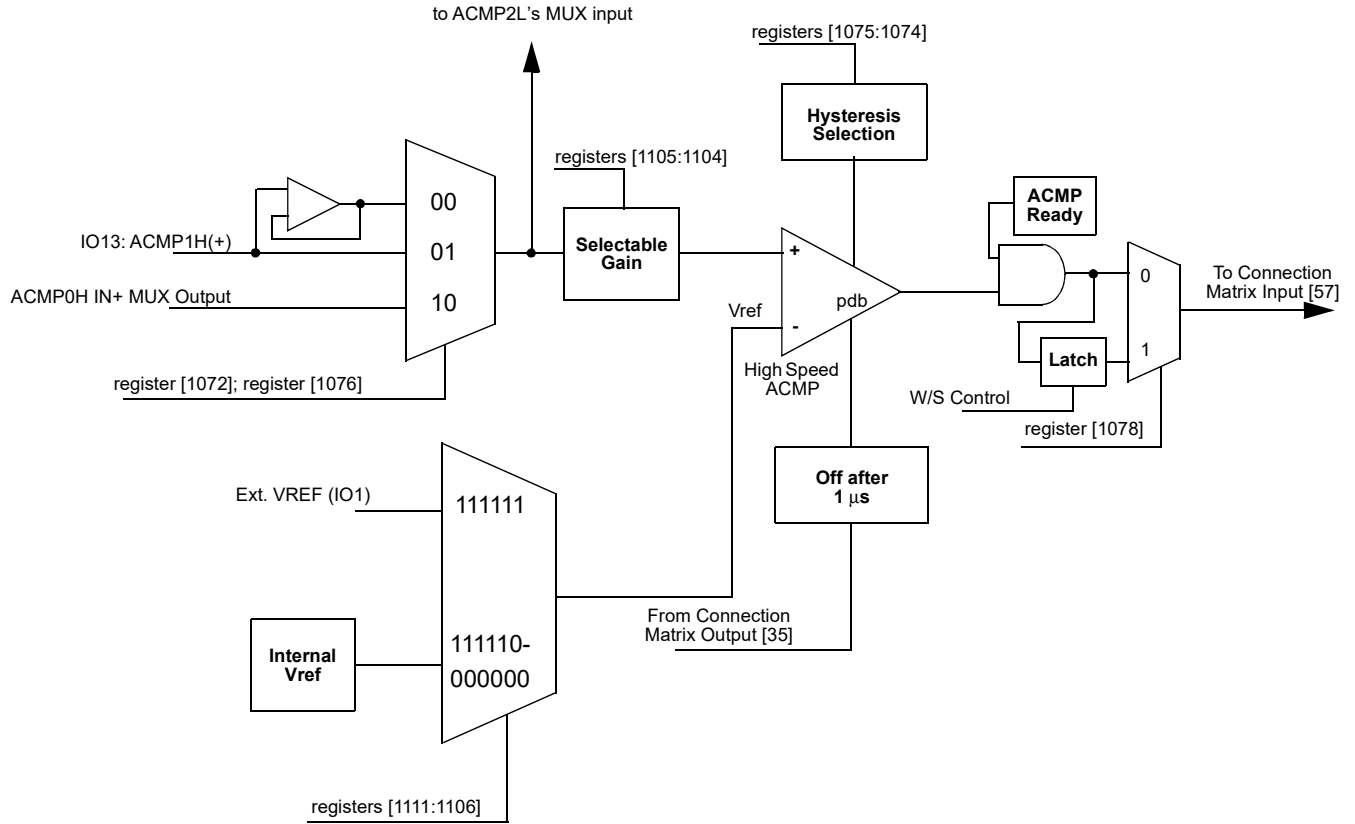 to ACMP2L's MUX input
registers [1075:1074]
Hysteresis
Selection
registers [1105:1104]
ACMP
Ready
00
IO13: ACMP1H(+)
01
Selectable
Gain
+
0
To Connection
Matrix Input [57]
ACMP0H IN+ MUX Output
10
pdb
Vref
-
1
Latch
High Speed
ACMP
register [1072]; register [1076]
W/S Control
register [1078]
Off after
1 μs
Ext. VREF (IO1)
111111
From Connection
Matrix Output [35]
Internal
Vref
111110-
000000
registers [1111:1106]